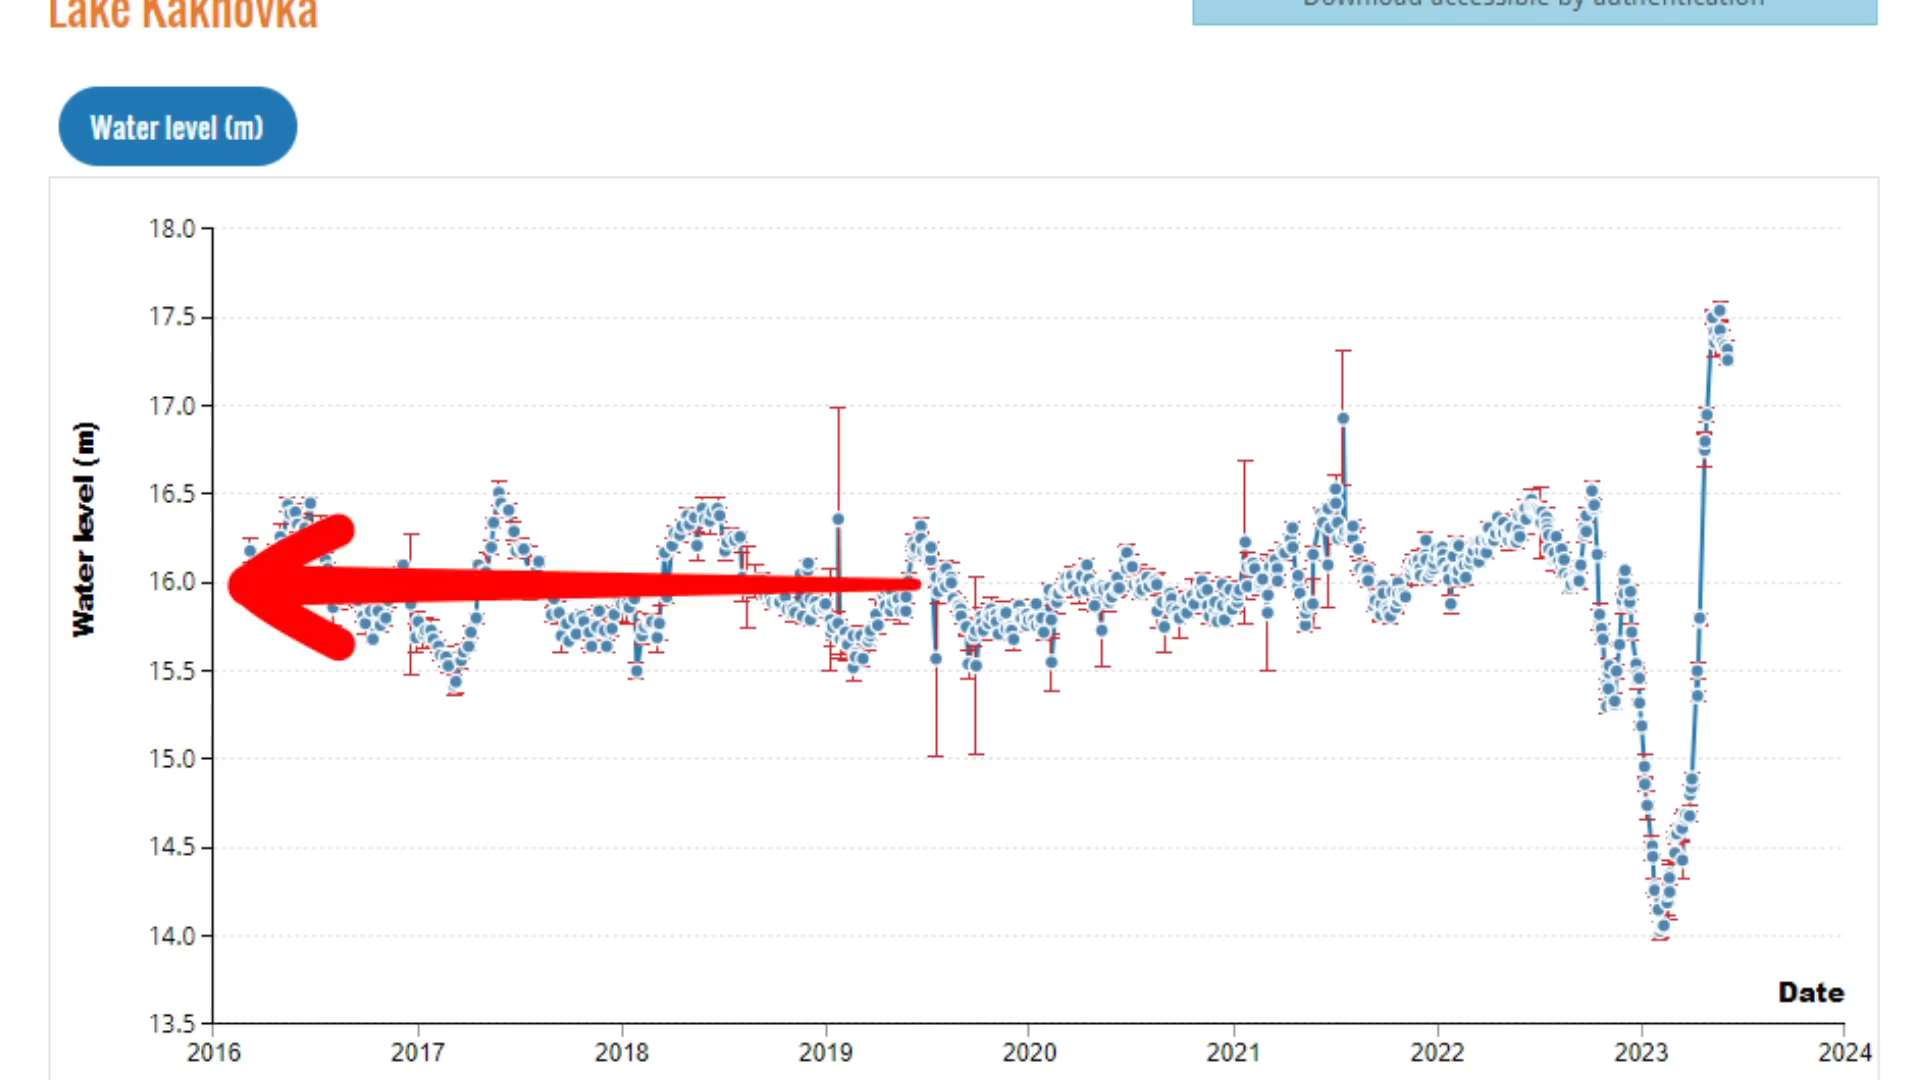 Lake Kakhovka
Download accessible by authentication
Water level (m)
18.0
17.5
17.0
16.5
16.0
15.5
15.0
14.5
14.0
13.5
Water level (m)
Date
2016 2017 2018 2019 2020 2021 2022 2023 2024